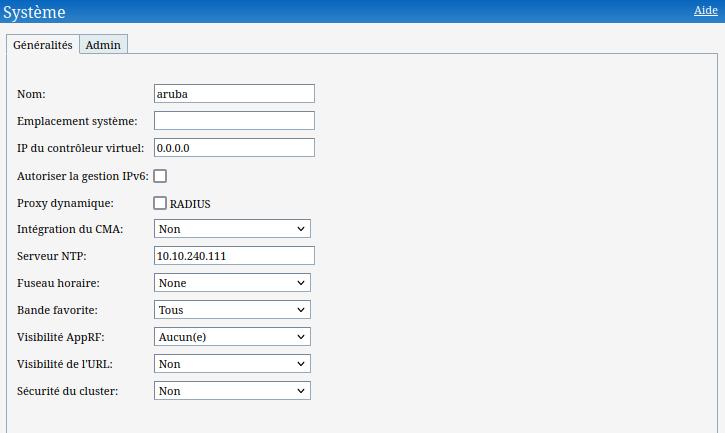 Système
Aide
Généralités Admin
Nom: aruba
Emplacement système:
IP du contrôleur virtuel: 0.0.0.0
Autoriser la gestion IPv6:
Proxy dynamique: RADIUS
Intégration du CMA: Non
Serveur NTP: 10.10.240.111
Fuseau horaire: None
Bande favorite: Tous
Visibilité AppRF: Aucun(e)
Visibilité de l'URL: Non
Sécurité du cluster: Non